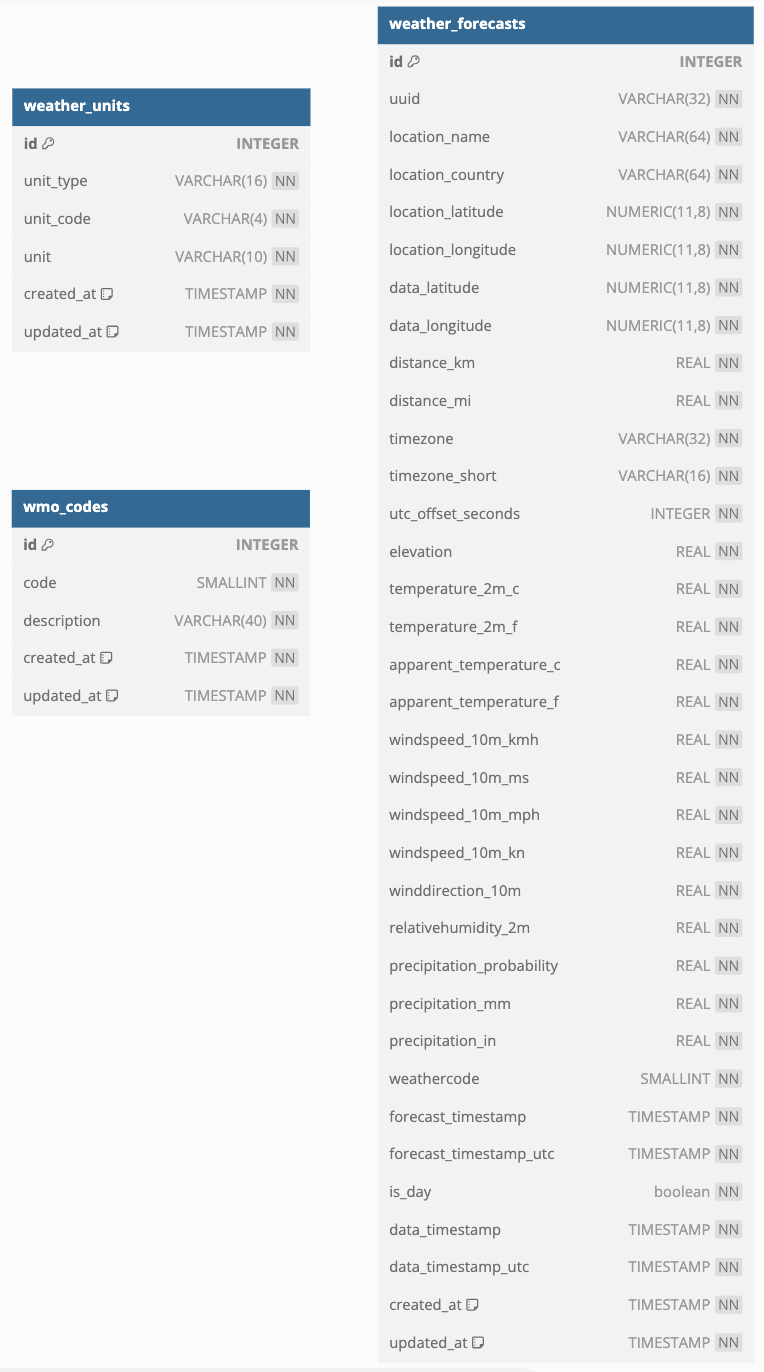 weather_units
id INTEGER
unit_type VARCHAR(16) NN
unit_code VARCHAR(4) NN
unit VARCHAR(10) NN
created_at TIMESTAMP NN
updated_at TIMESTAMP NN
wmo_codes
id INTEGER
code SMALLINT NN
description VARCHAR(40) NN
created_at TIMESTAMP NN
updated_at TIMESTAMP NN
weather_forecasts
id INTEGER
uuid VARCHAR(32) NN
location_name VARCHAR(64) NN
location_country VARCHAR(64) NN
location_latitude NUMERIC(11,8) NN
location_longitude NUMERIC(11,8) NN
data_latitude NUMERIC(11,8) NN
data_longitude NUMERIC(11,8) NN
distance_km REAL NN
distance_mi REAL NN
timezone VARCHAR(32) NN
timezone_short VARCHAR(16) NN
utc_offset_seconds INTEGER NN
elevation REAL NN
temperature_2m_c REAL NN
temperature_2m_f REAL NN
apparent_temperature_c REAL NN
apparent_temperature_f REAL NN
windspeed_10m_kmh REAL NN
windspeed_10m_ms REAL NN
windspeed_10m_mph REAL NN
windspeed_10m_kn REAL NN
winddirection_10m REAL NN
relativehumidity_2m REAL NN
precipitation_probability REAL NN
precipitation_mm REAL NN
precipitation_in REAL NN
weathercode SMALLINT NN
forecast_timestamp TIMESTAMP NN
forecast_timestamp_utc TIMESTAMP NN
is_day boolean NN
data_timestamp TIMESTAMP NN
data_timestamp_utc TIMESTAMP NN
created_at TIMESTAMP NN
updated_at TIMESTAMP NN